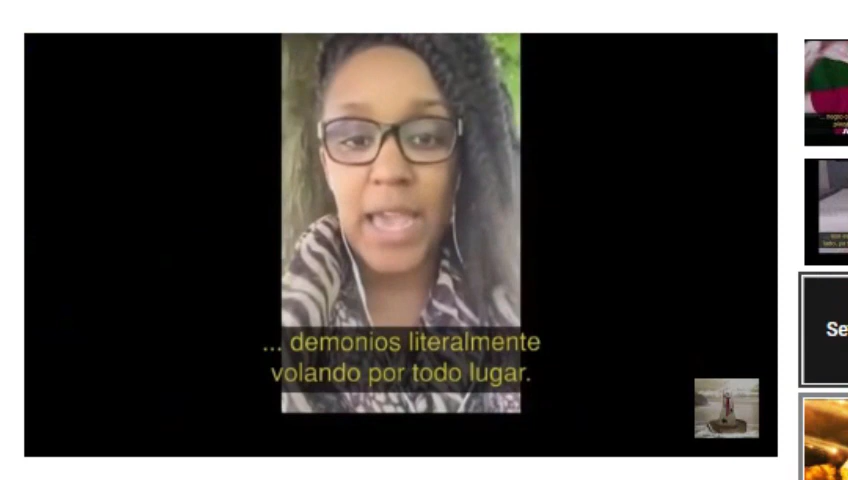 ... demonios literalmente
volando por todo lugar.